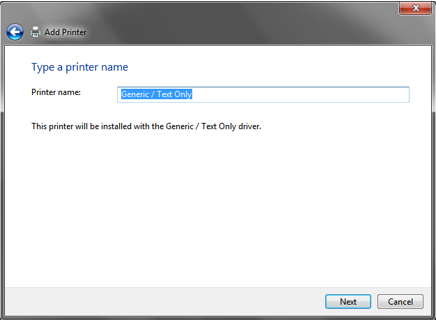 Add Printer
Type a printer name
Printer name: Generic / Text Only
This printer will be installed with the Generic / Text Only driver.
Next Cancel